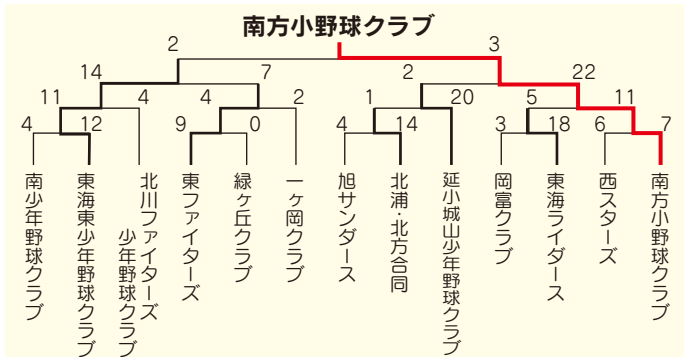 南方小野球クラブ
2
3
14
7
2
22
11
4
4
2
1
20
5
11
4
12
9
0
4
14
3
18
6
7
南少年野球クラブ
東海東少年野球クラブ
北川ファイターズ
少年野球クラブ
東ファイターズ
緑ヶ丘クラブ
一ヶ岡クラブ
旭サンダース
北浦・北方合同
延小城山少年野球クラブ
岡富クラブ
東海ライダース
西スターズ
南方小野球クラブ